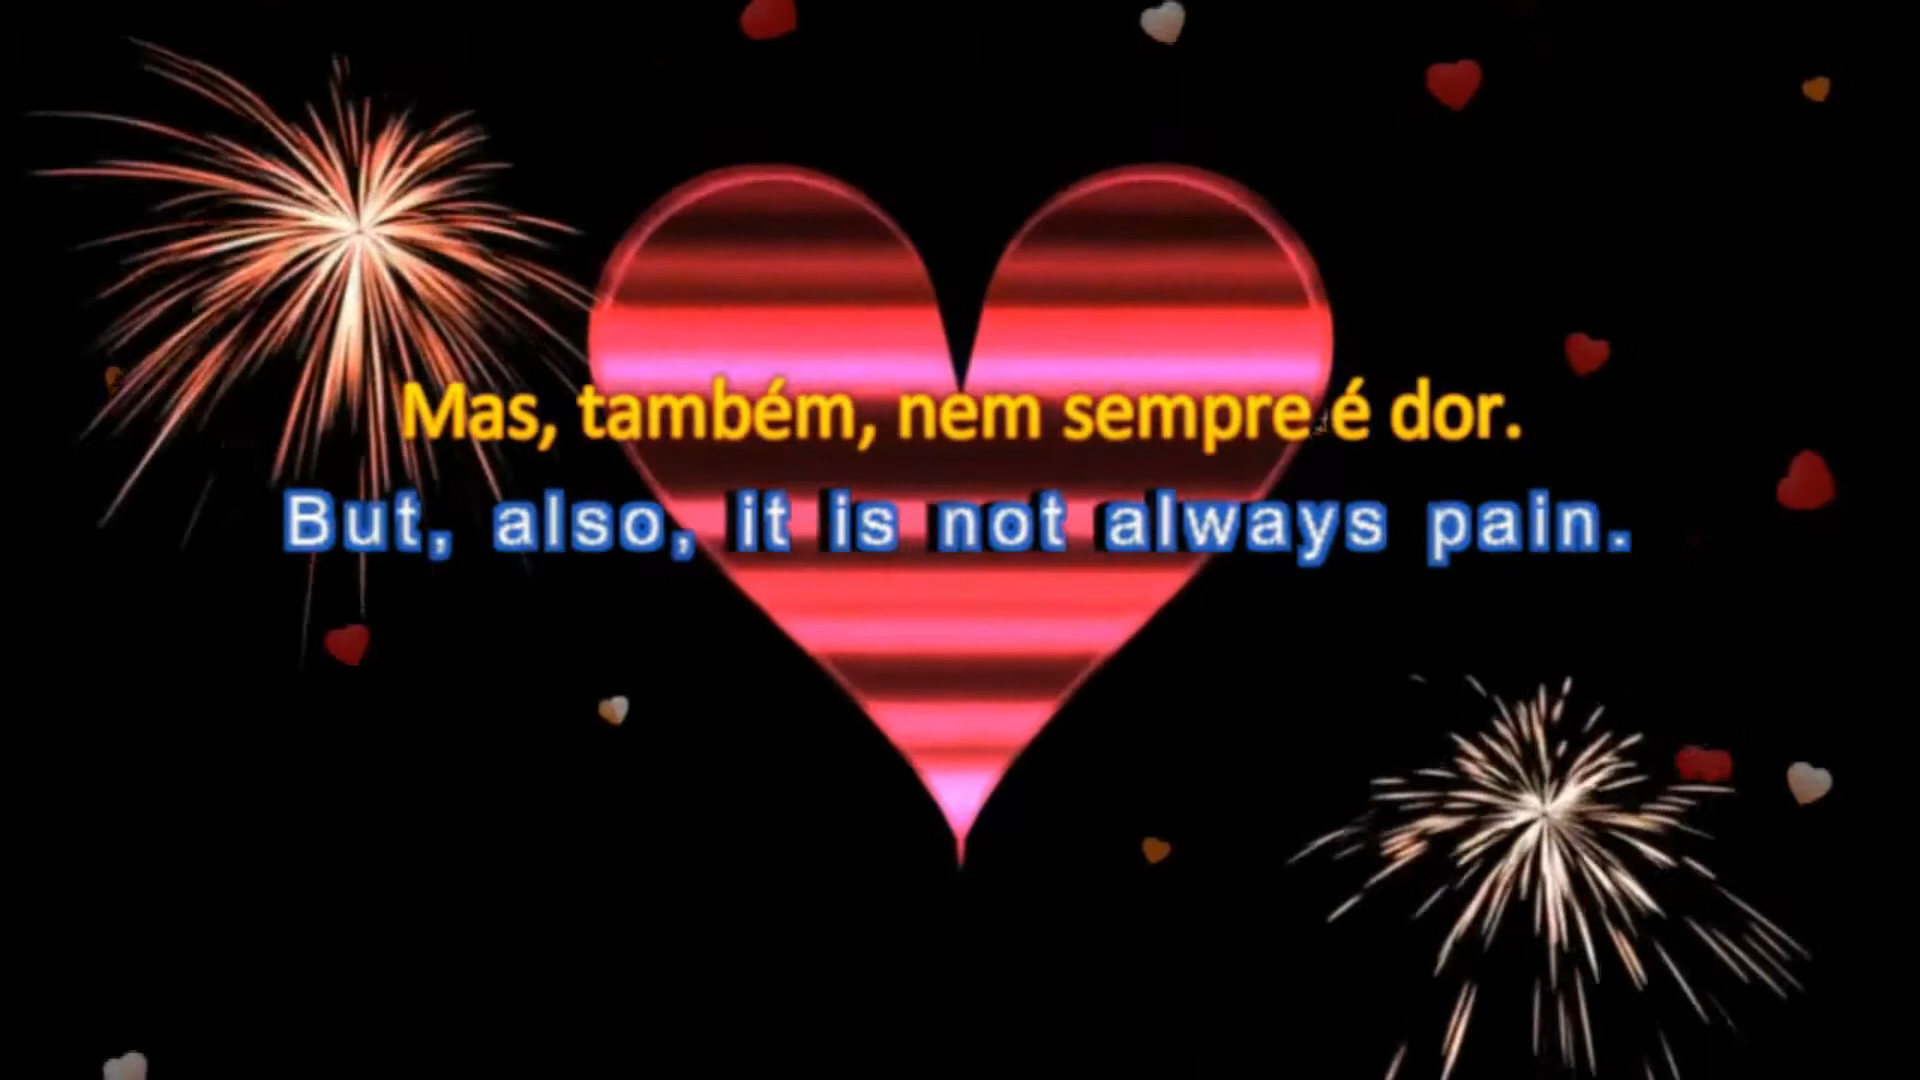 Mas, também, nem sempre é dor.
But, also, it is not always pain.